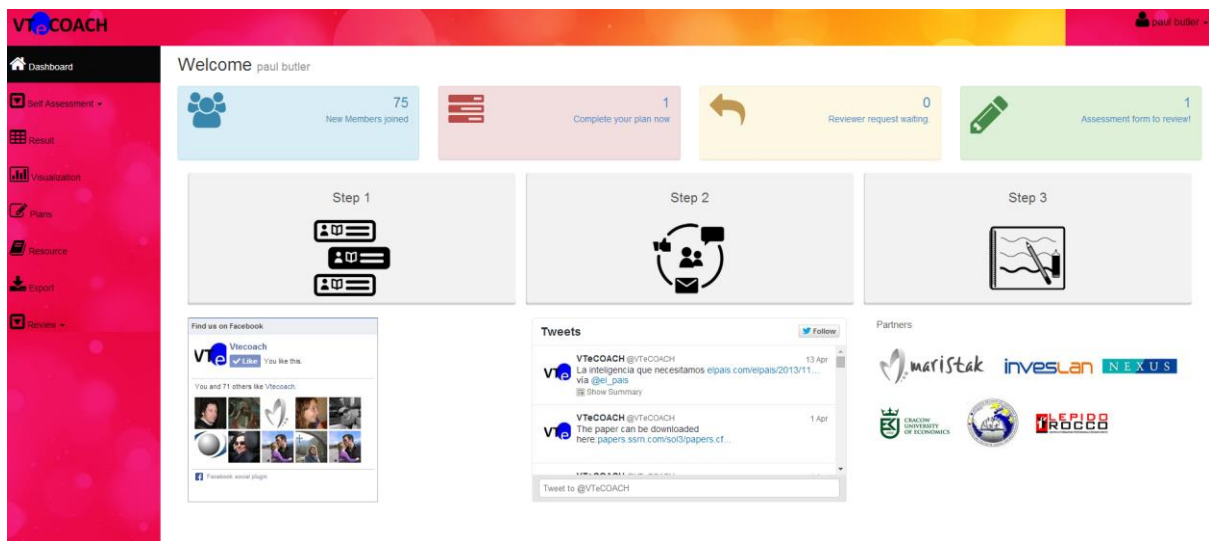 VTeCOACH
paul butler
Dashboard
Self Assessment
Result
Visualization
Plans
Resource
Export
Review
Welcome paul butler
75
New Members joined
1
Complete your plan now
0
Reviewer request waiting.
1
Assessment form to review!
Step 1
Step 2
Step 3
Find us on Facebook
VTe
Vtecoach
Like You like this.
You and 71 others like Vtecoach.
Facebook social plugin
Tweets
Follow
VTe
VTeCOACH @VTeCOACH 13 Apr
La inteligencia que necesitamos elpais.com/elpais/2013/11...
vía @el_pais
Show Summary
VTe
VTeCOACH @VTeCOACH 1 Apr
The paper can be downloaded
here:papers.ssrn.com/sol3/papers.cf...
Tweet to @VTeCOACH
Partners
mariStak
inveslan
NEXUS
CRACOW
UNIVERSITY
OF ECONOMICS
LEPIDO
ROCCO